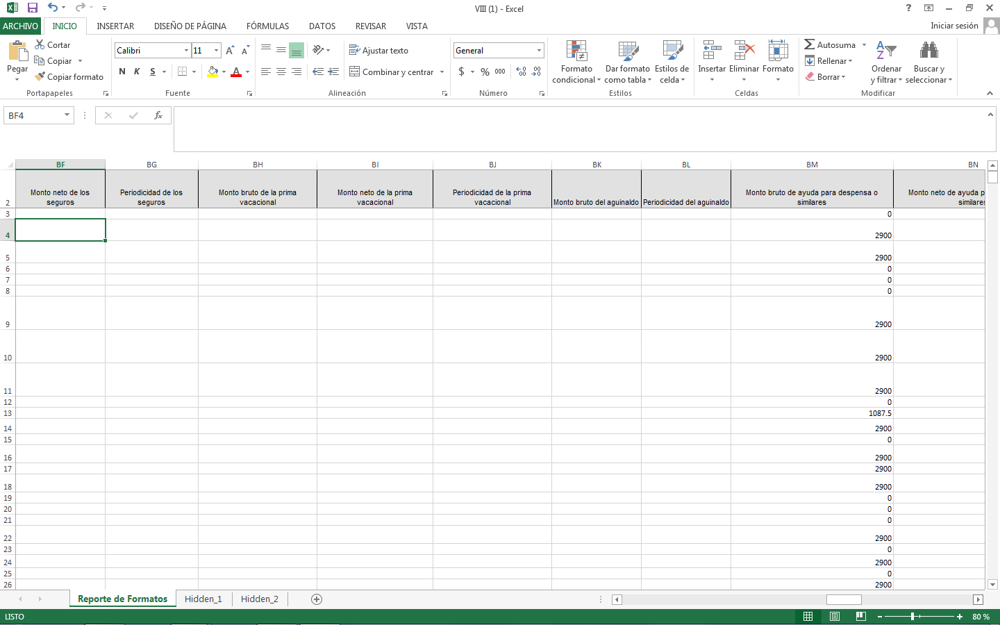 VIII (1) - Excel
?
ARCHIVO INICIO INSERTAR DISEÑO DE PÁGINA FÓRMULAS DATOS REVISAR VISTA Iniciar sesión
Pegar
Cortar
Copiar
Copiar formato
Portapapeles
Calibri 11
N K S
Fuente
Ajustar texto
Combinar y centrar
Alineación
General
$ % 000
Número
Formato condicional
Dar formato como tabla
Estilos de celda
Estilos
Insertar Eliminar Formato
Celdas
Autosuma
Rellenar
Borrar
Ordenar y filtrar
Buscar y seleccionar
Modificar
BF4
fx
BF BG BH BI BJ BK BL BM BN
2
Monto neto de los seguros
Periodicidad de los seguros
Monto bruto de la prima vacacional
Monto neto de la prima vacacional
Periodicidad de la prima vacacional
Monto bruto del aguinaldo
Periodicidad del aguinaldo
Monto bruto de ayuda para despensa o similares
Monto neto de ayuda p
similares
3 0
4 2900
5 2900
6 0
7 0
8 0
9 2900
10 2900
11 2900
12 0
13 1087.5
14 2900
15 0
16 2900
17 2900
18 2900
19 0
20 0
21 0
22 2900
23 0
24 2900
25 0
26 2900
Reporte de Formatos Hidden_1 Hidden_2
LISTO 80 %